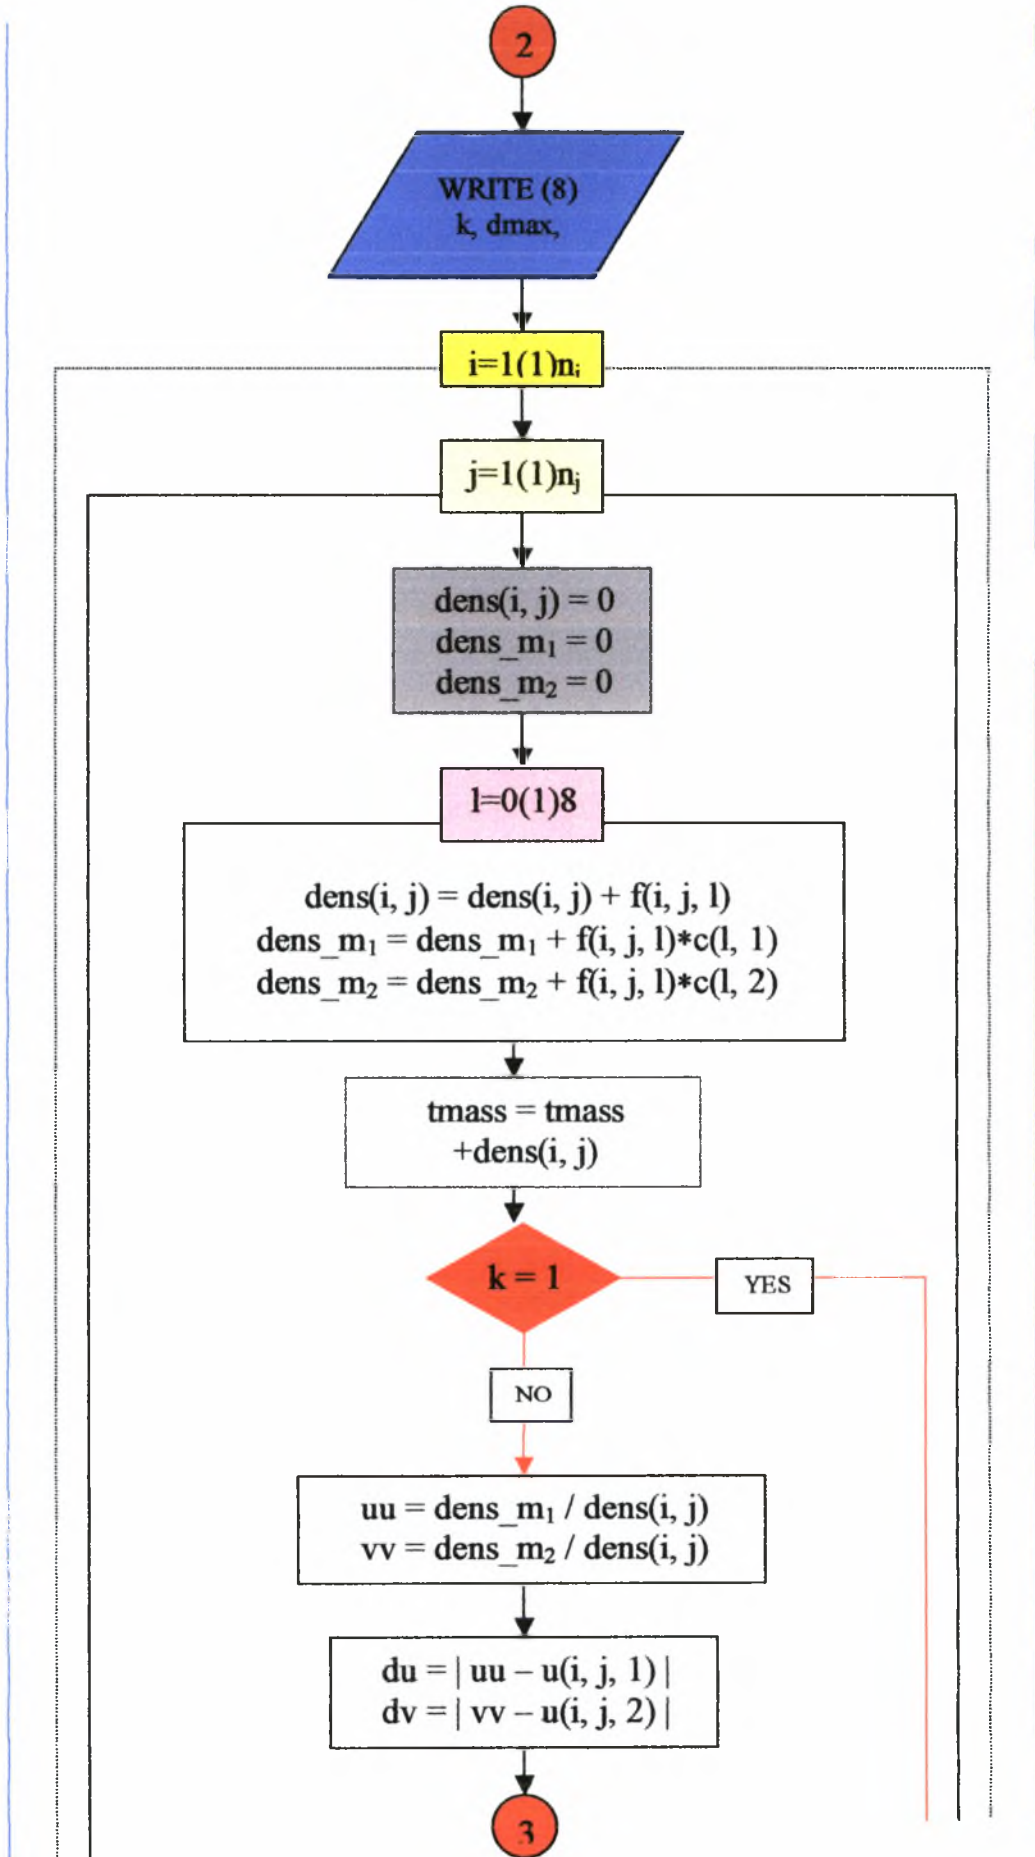 2
WRITE (8)
k, dmax,
i=1(1)nᵢ
j=1(1)nⱼ
dens(i, j) = 0
dens_m₁ = 0
dens_m₂ = 0
l=0(1)8
dens(i, j) = dens(i, j) + f(i, j, l)
dens_m₁ = dens_m₁ + f(i, j, l)*c(l, 1)
dens_m₂ = dens_m₂ + f(i, j, l)*c(l, 2)
tmass = tmass
+dens(i, j)
k = 1
YES
NO
uu = dens_m₁ / dens(i, j)
vv = dens_m₂ / dens(i, j)
du = | uu – u(i, j, 1) |
dv = | vv – u(i, j, 2) |
3